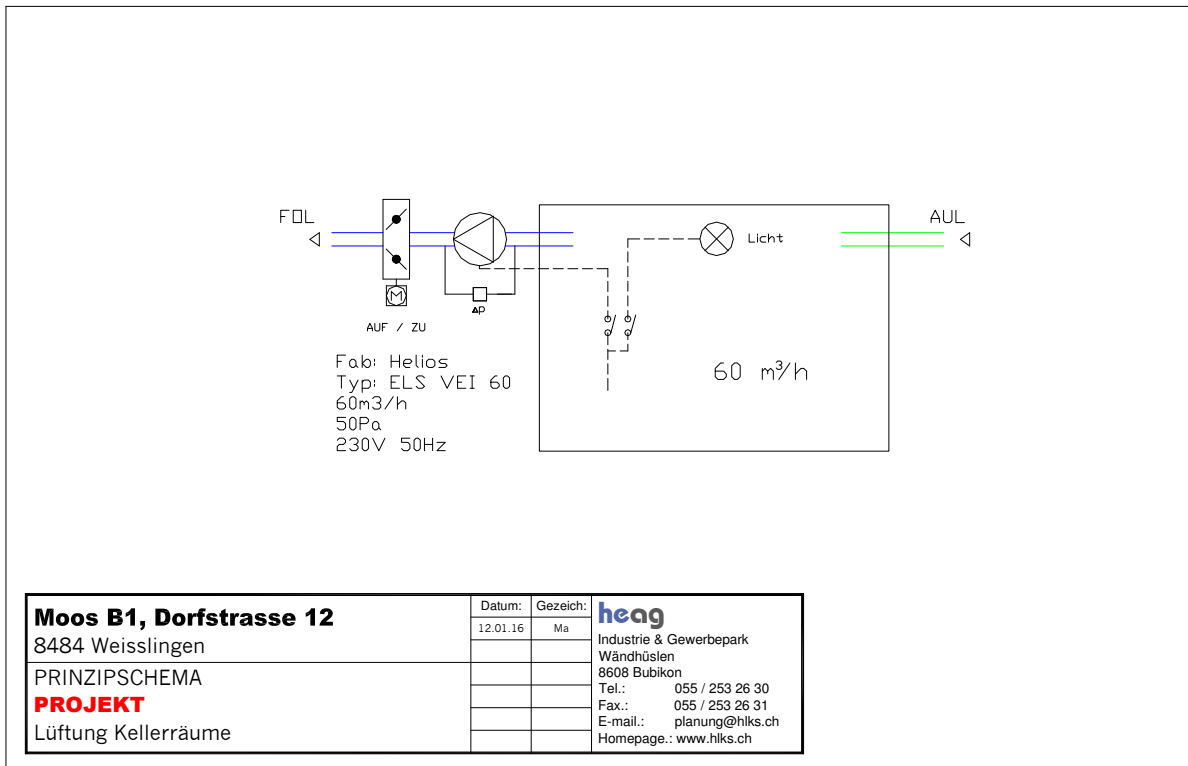 FOL
AUL
Licht
M
Δp
AUF / ZU
60 m³/h
Fab: Helios
Typ: ELS VEI 60
60m3/h
50Pa
230V 50Hz
Moos B1, Dorfstrasse 12
8484 Weisslingen
PRINZIPSCHEMA
PROJEKT
Lüftung Kellerräume
Datum: Gezeich:
12.01.16 Ma
heag
Industrie & Gewerbepark
Wändhüslen
8608 Bubikon
Tel.: 055 / 253 26 30
Fax.: 055 / 253 26 31
E-mail.: planung@hlks.ch
Homepage.: www.hlks.ch